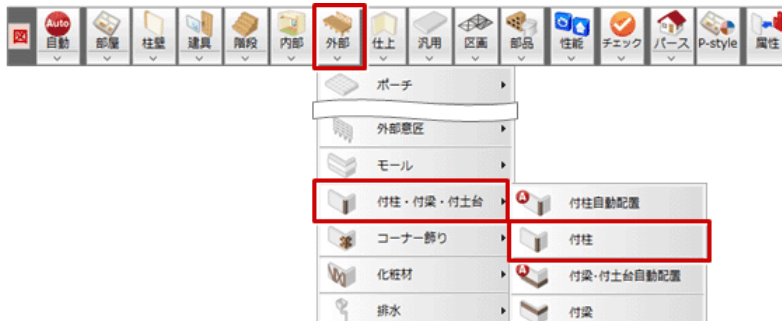 図 Auto 自動 部屋 柱壁 建具 階段 内部 外部 仕上 汎用 区画 部品 性能 チェック パース P-style 属性
ポーチ
外部意匠
モール
付柱・付梁・付土台
A 付柱自動配置
コーナー飾り
付柱
化粧材
A 付梁・付土台自動配置
排水
付梁